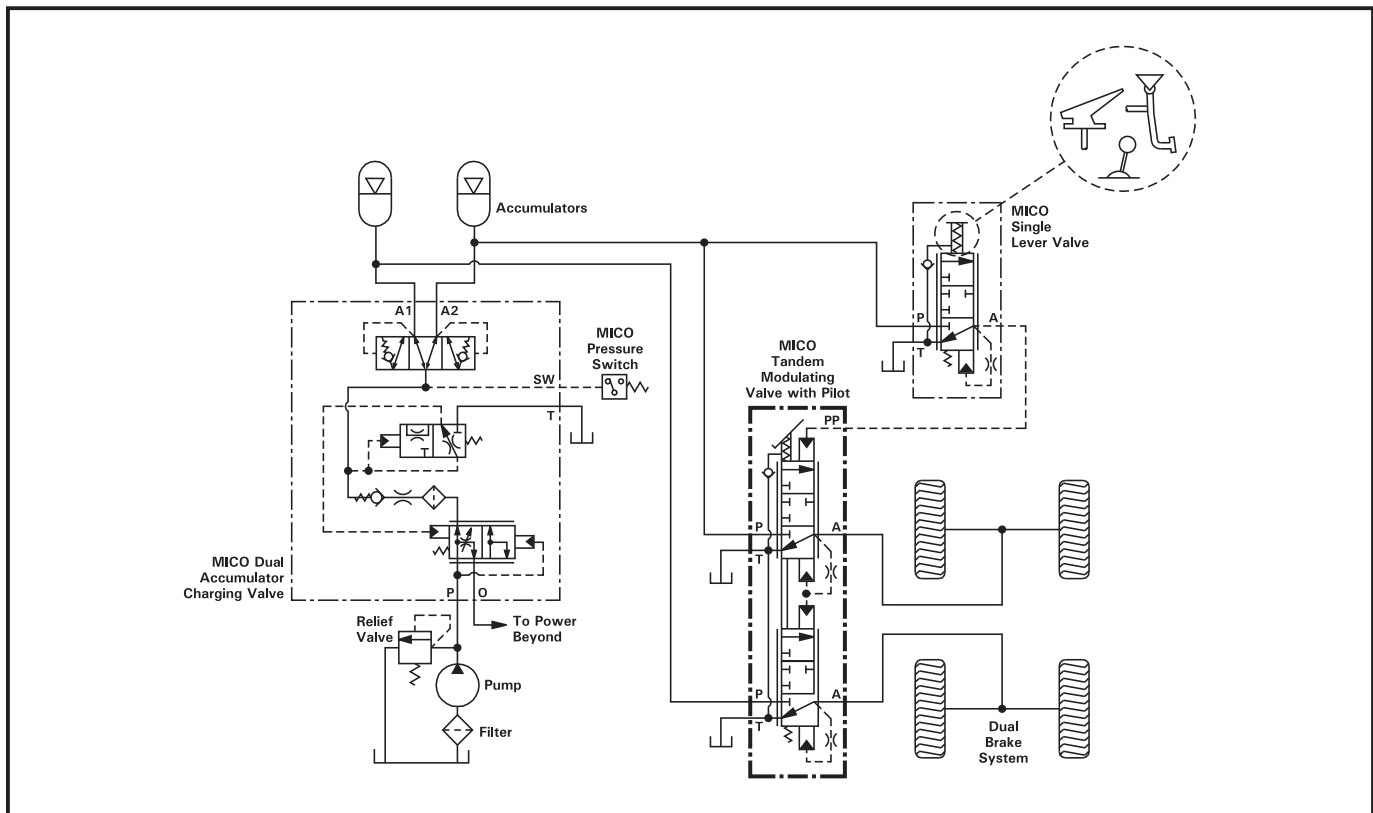 MICO
Single
Lever Valve
Accumulators
A1
A2
MICO
Pressure
Switch
SW
T
P
A
T
MICO
Tandem
Modulating
Valve with Pilot
PP
P
A
T
MICO Dual
Accumulator
Charging Valve
P
O
To Power
Beyond
Relief
Valve
Pump
Filter
P
A
T
Dual
Brake
System